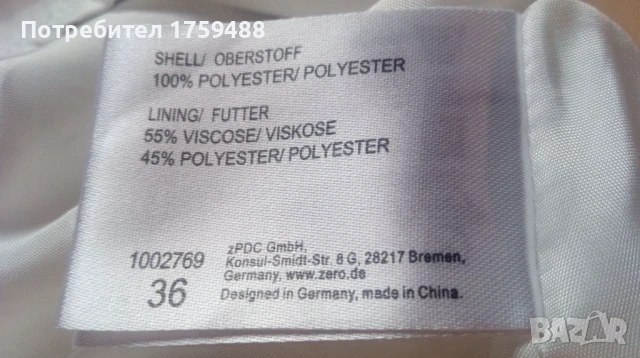 Потребител 1759488
SHELL/ OBERSTOFF
100% POLYESTER/ POLYESTER
LINING/ FUTTER
55% VISCOSE/ VISKOSE
45% POLYESTER/ POLYESTER
1002769
36
zPDC GmbH,
Konsul-Smidt-Str. 8 G, 28217 Bremen,
Germany, www.zero.de
Designed in Germany, made in China.
BAZAR